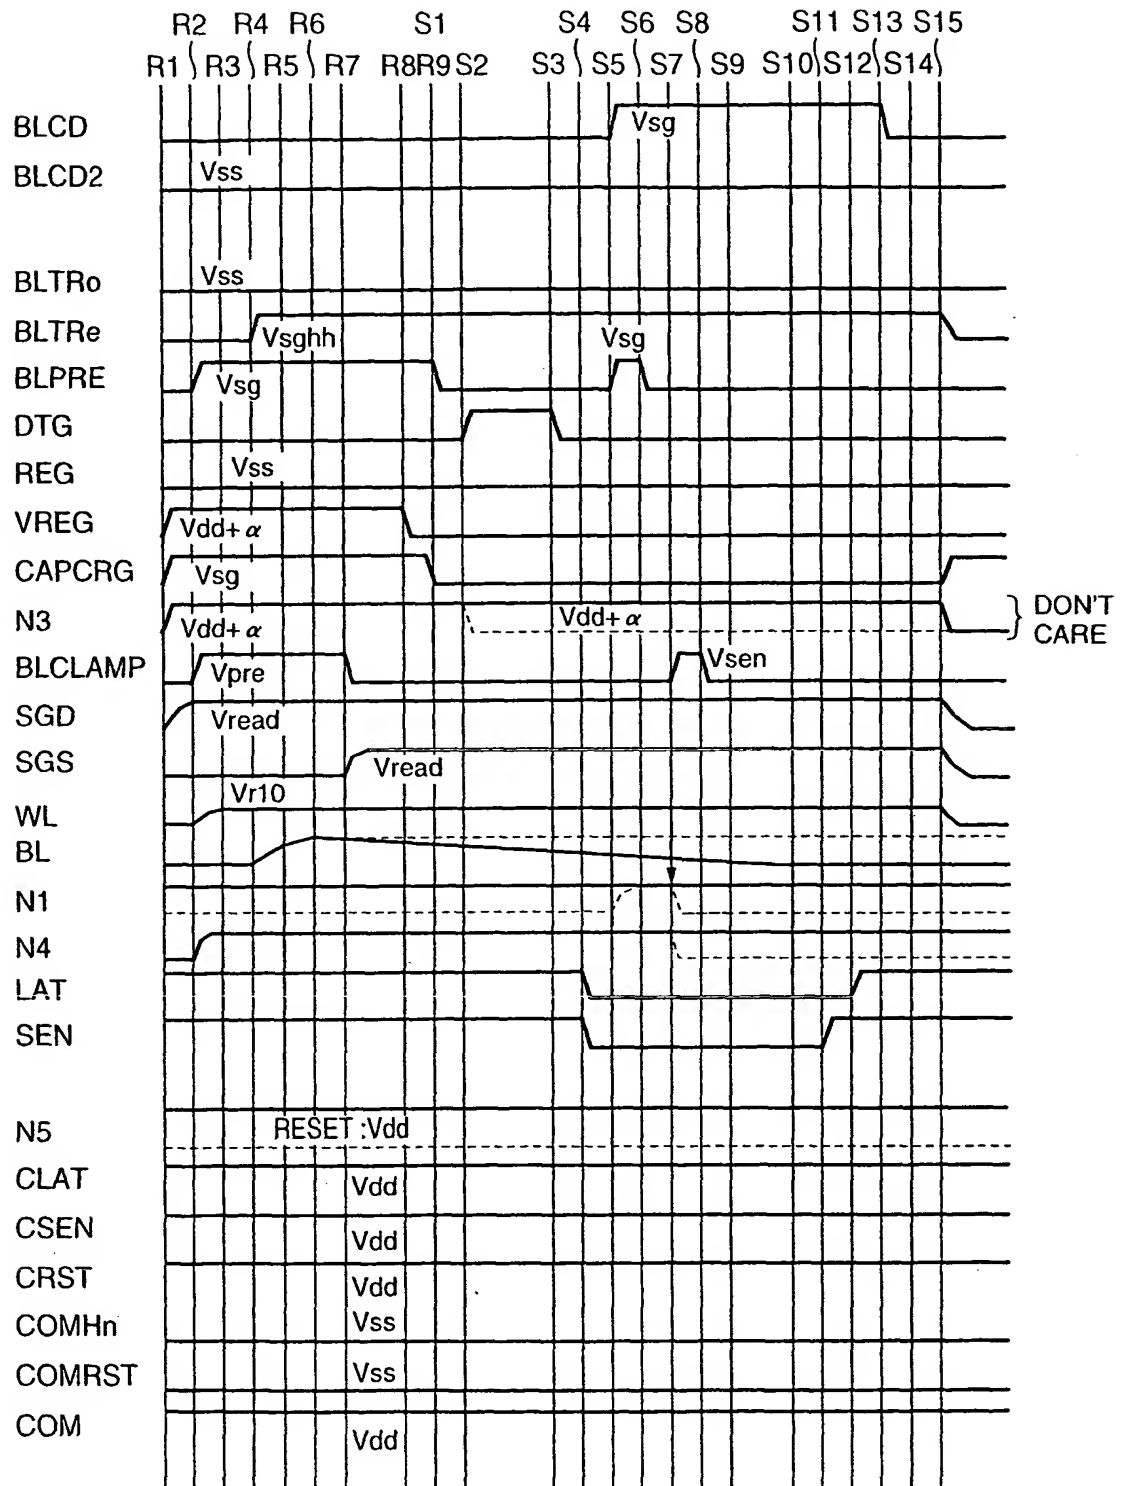 R2 R4 R6 S1 S4 S6 S8 S11 S13 S15
R1 R3 R5 R7 R8 R9 S2 S3 S5 S7 S9 S10 S12 S14
BLCD Vsg
BLCD2 Vss
BLTRo Vss
BLTRe Vsghh Vsg
BLPRE Vsg
DTG
REG Vss
VREG Vdd+α
CAPCRG Vsg
N3 Vdd+α Vdd+α DON'T
CARE
BLCLAMP Vpre Vsen
SGD Vread
SGS Vread
Vr10
WL
BL
N1
N4
LAT
SEN
N5 RESET :Vdd
CLAT Vdd
CSEN Vdd
CRST Vdd
COMHn Vss
COMRST Vss
COM Vdd